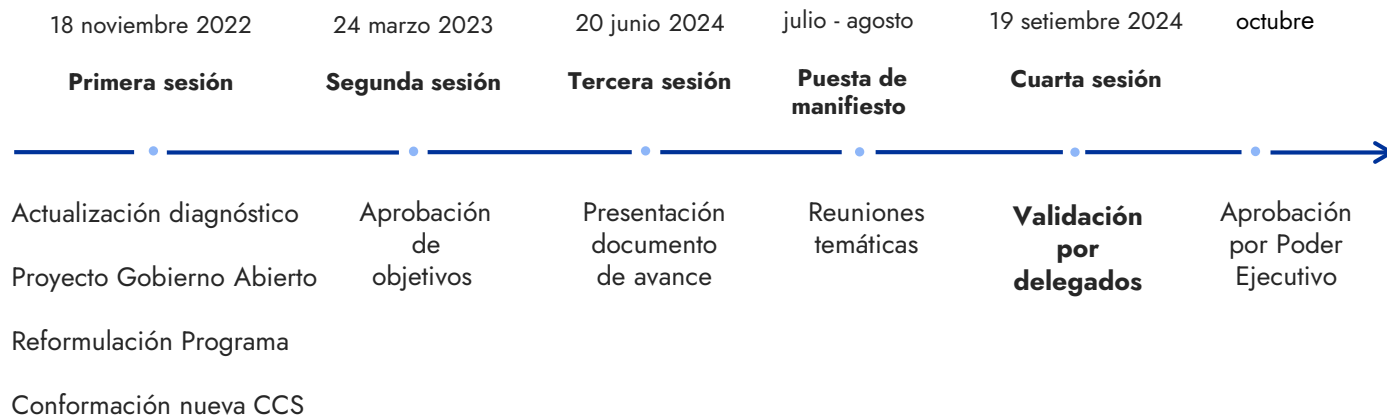 18 noviembre 2022
24 marzo 2023
20 junio 2024
julio - agosto
19 setiembre 2024
octubre
Primera sesión
Segunda sesión
Tercera sesión
Puesta de
manifiesto
Cuarta sesión
Actualización diagnóstico
Proyecto Gobierno Abierto
Reformulación Programa
Conformación nueva CCS
Aprobación
de
objetivos
Presentación
documento
de avance
Reuniones
temáticas
Validación
por
delegados
Aprobación
por Poder
Ejecutivo